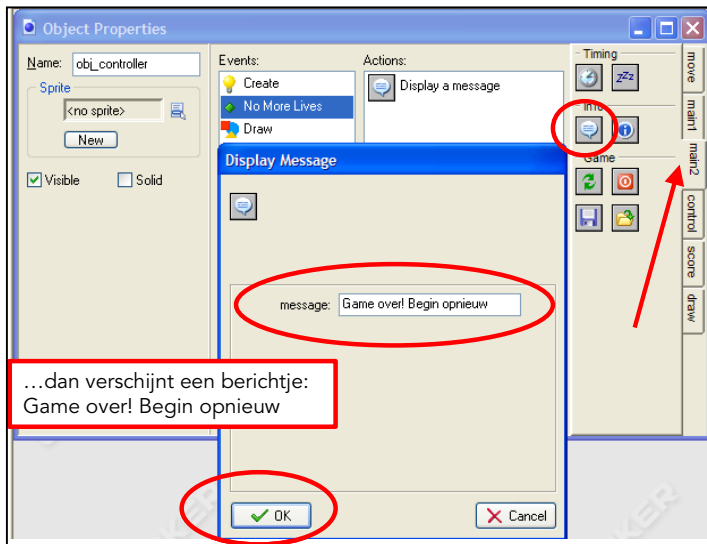 Object Properties
Name: obj_controller
Sprite
<no sprite>
New
Visible
Solid
Events:
Create
No More Lives
Draw
Actions:
Display a message
Timing
Info
Game
move
main1
main2
control
score
draw
Display Message
message: Game over! Begin opnieuw
OK
Cancel
…dan verschijnt een berichtje:
Game over! Begin opnieuw